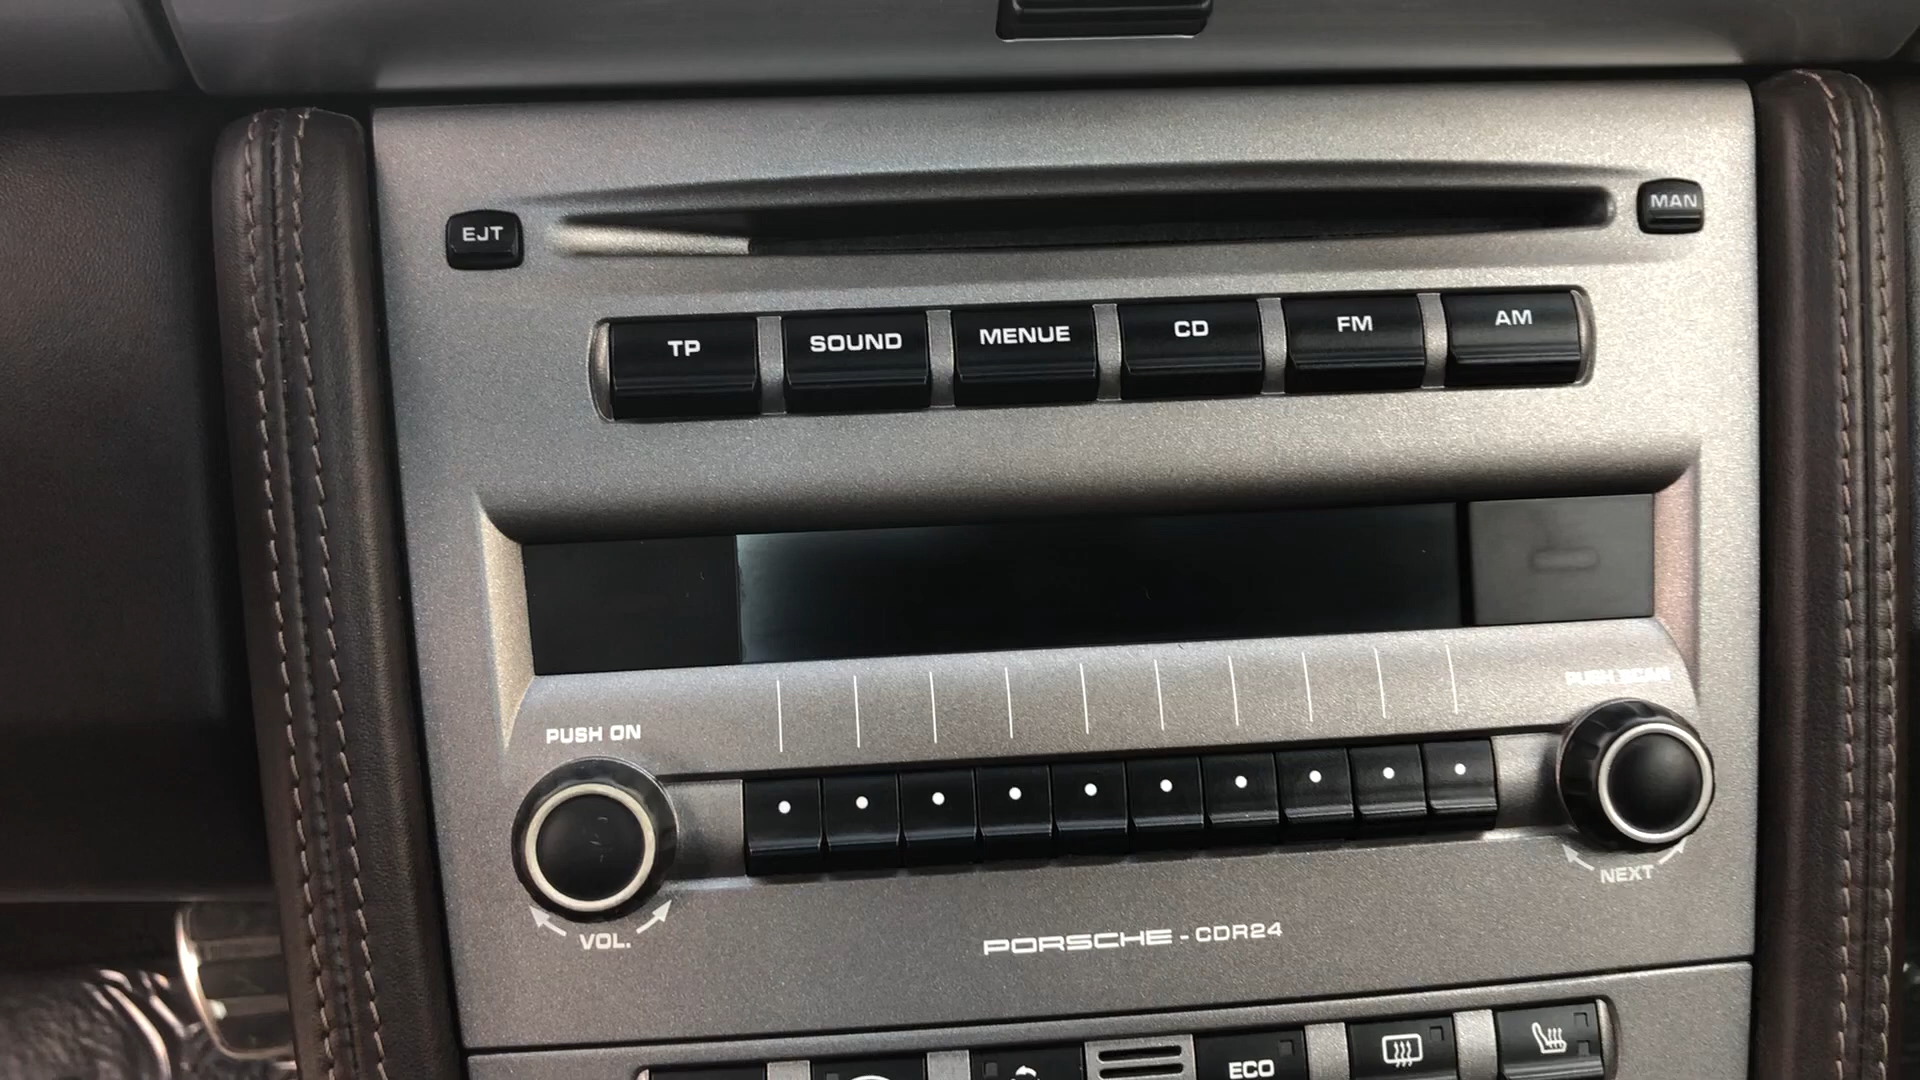 EJT
MAN
TP SOUND MENUE CD FM AM
PUSH ON
VOL.
NEXT
PORSCHE - CDR24
ECO